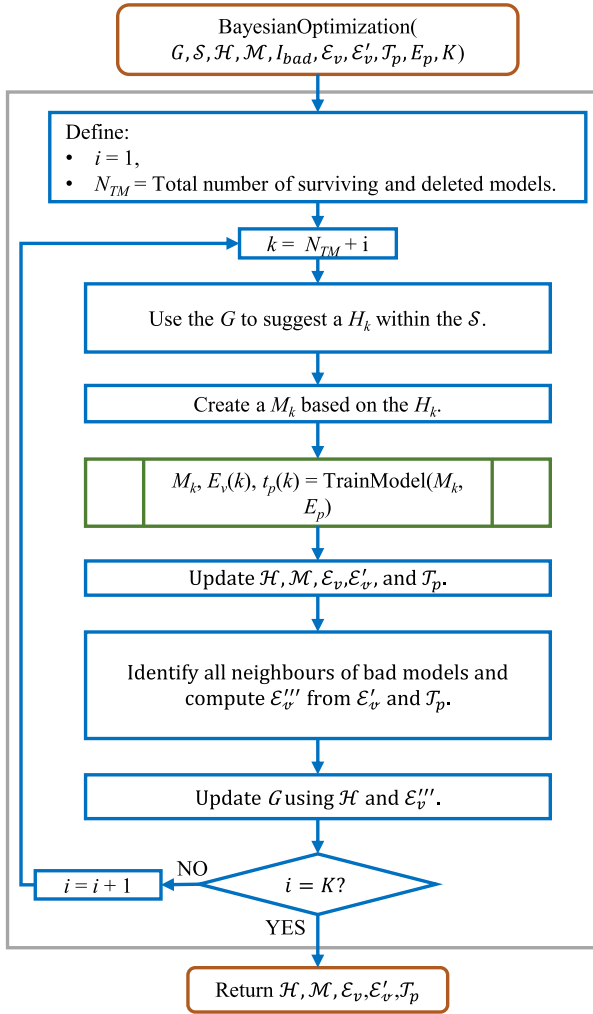 BayesianOptimization(
G, 𝒮, ℋ, ℳ, I_bad, ℰ_v, ℰ′_v, 𝒯_p, E_p, K)
Define:
• i = 1,
• N_TM = Total number of surviving and deleted models.
k = N_TM + i
Use the G to suggest a H_k within the 𝒮.
Create a M_k based on the H_k.
M_k, E_v(k), t_p(k) = TrainModel(M_k,
E_p)
Update ℋ, ℳ, ℰ_v,ℰ′_v, and 𝒯_p.
Identify all neighbours of bad models and
compute ℰ‴_v from ℰ′_v and 𝒯_p.
Update G using ℋ and ℰ‴_v.
i = K?
NO
i = i + 1
YES
Return ℋ, ℳ, ℰ_v,ℰ′_v,𝒯_p